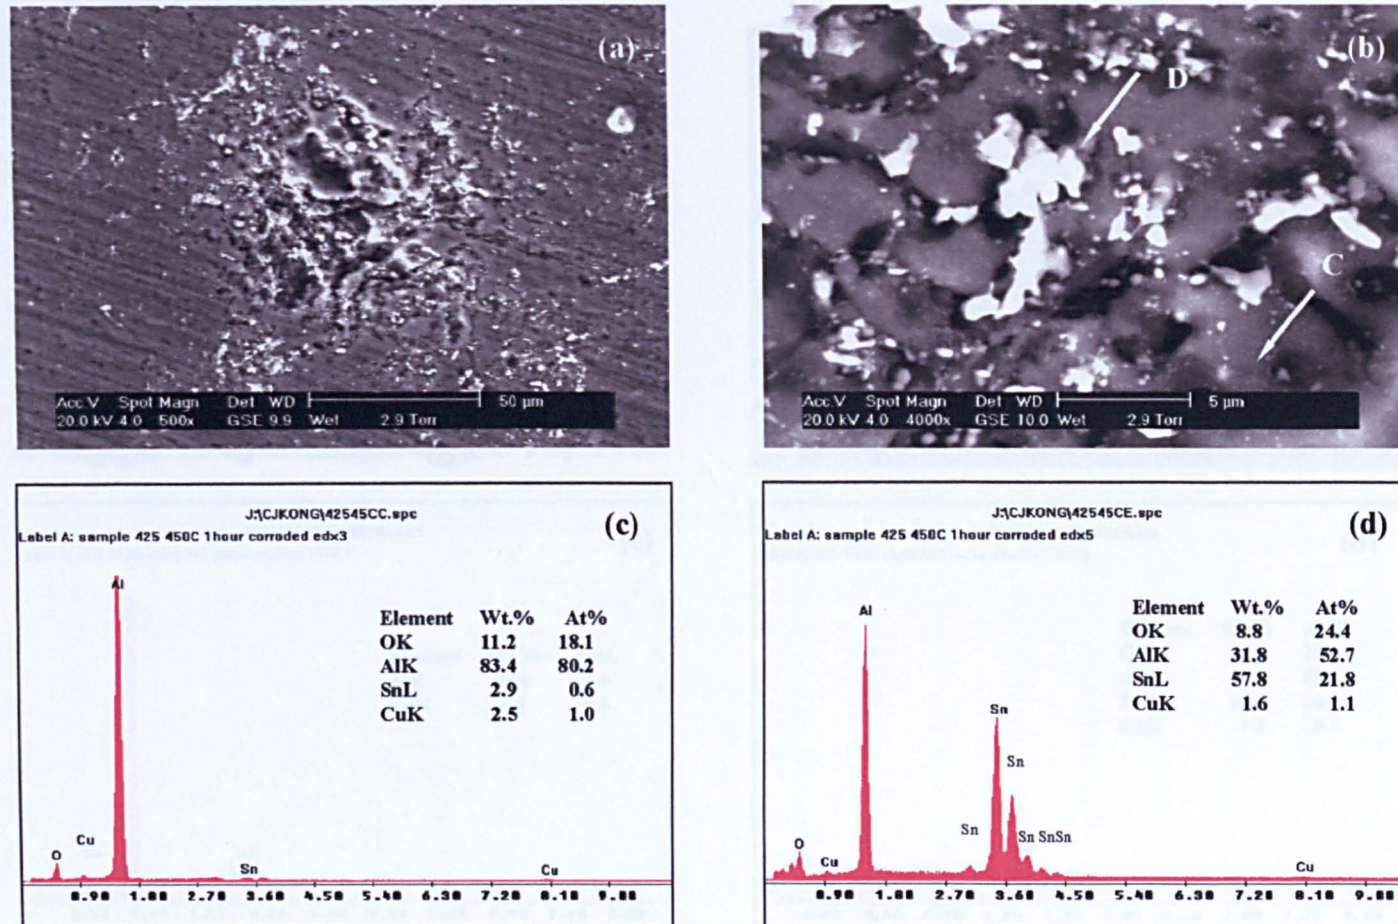 (a)
Acc.V Spot Magn Det WD 50 µm
20.0 kV 4.0 500x GSE 9.9 Wet 2.9 Torr
(b)
D
C
Acc.V Spot Magn Det WD 5 µm
20.0 kV 4.0 4000x GSE 10.0 Wet 2.9 Torr
J:\CJKONG\42545CC.spc
(c)
Label A: sample 425 450C 1hour corraded edx3
Al
Element Wt.% At%
OK 11.2 18.1
AlK 83.4 80.2
SnL 2.9 0.6
CuK 2.5 1.0
Cu
O
Sn
Cu
0.90 1.80 2.70 3.60 4.50 5.40 6.30 7.20 8.10 9.00
J:\CJKONG\42545CE.spc
(d)
Label A: sample 425 450C 1hour corraded edx5
Al
Element Wt.% At%
OK 8.8 24.4
AlK 31.8 52.7
SnL 57.8 21.8
CuK 1.6 1.1
Sn
Sn
Sn
Sn SnSn
O
Cu
Cu
0.90 1.80 2.70 3.60 4.50 5.40 6.30 7.20 8.10